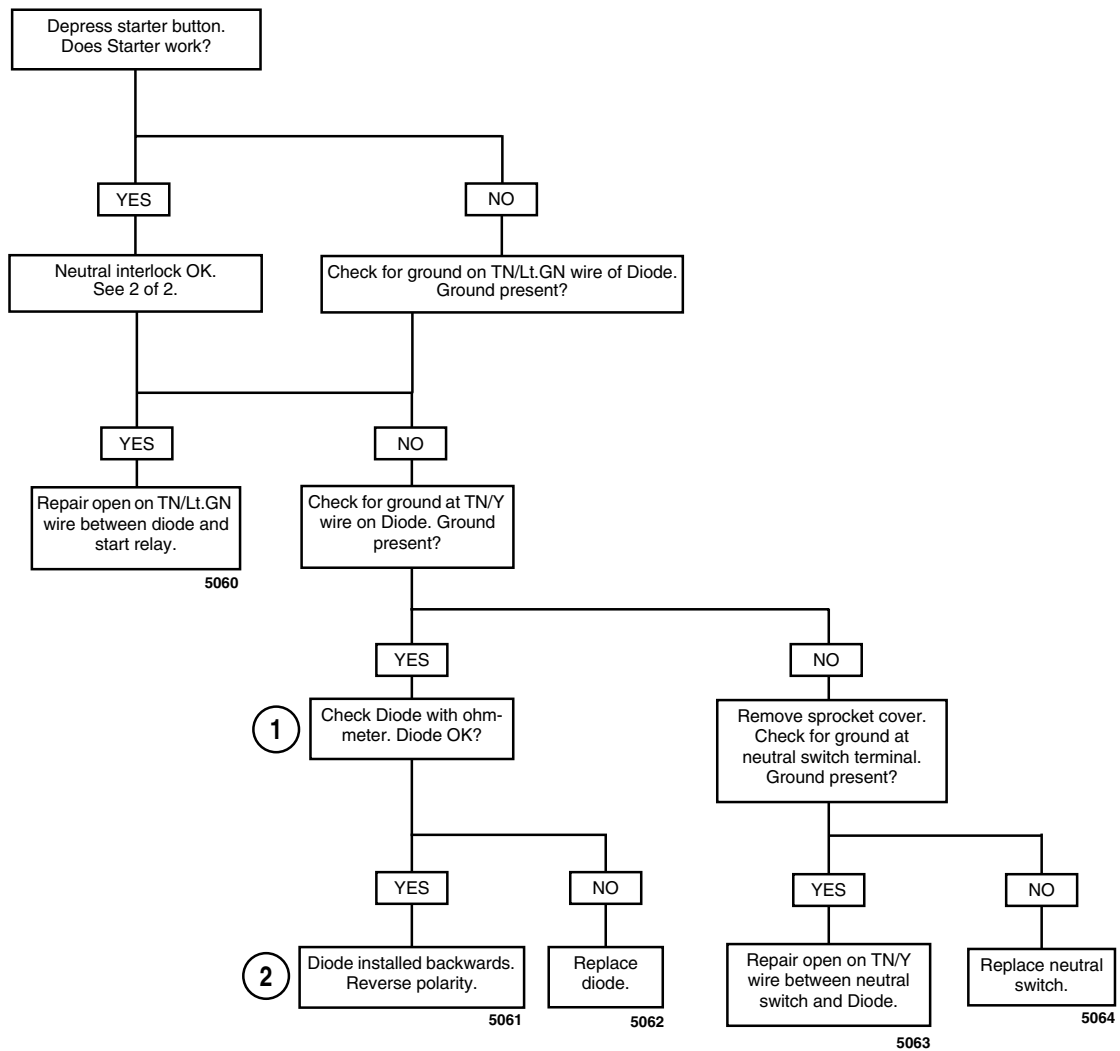 Depress starter button.
Does Starter work?
YES
NO
Neutral interlock OK.
See 2 of 2.
Check for ground on TN/Lt.GN wire of Diode.
Ground present?
YES
NO
Repair open on TN/Lt.GN
wire between diode and
start relay.
5060
Check for ground at TN/Y
wire on Diode. Ground
present?
YES
NO
1
Check Diode with ohm-
meter. Diode OK?
Remove sprocket cover.
Check for ground at
neutral switch terminal.
Ground present?
YES
NO
YES
NO
2
Diode installed backwards.
Reverse polarity.
5061
Replace
diode.
5062
Repair open on TN/Y
wire between neutral
switch and Diode.
5063
Replace neutral
switch.
5064